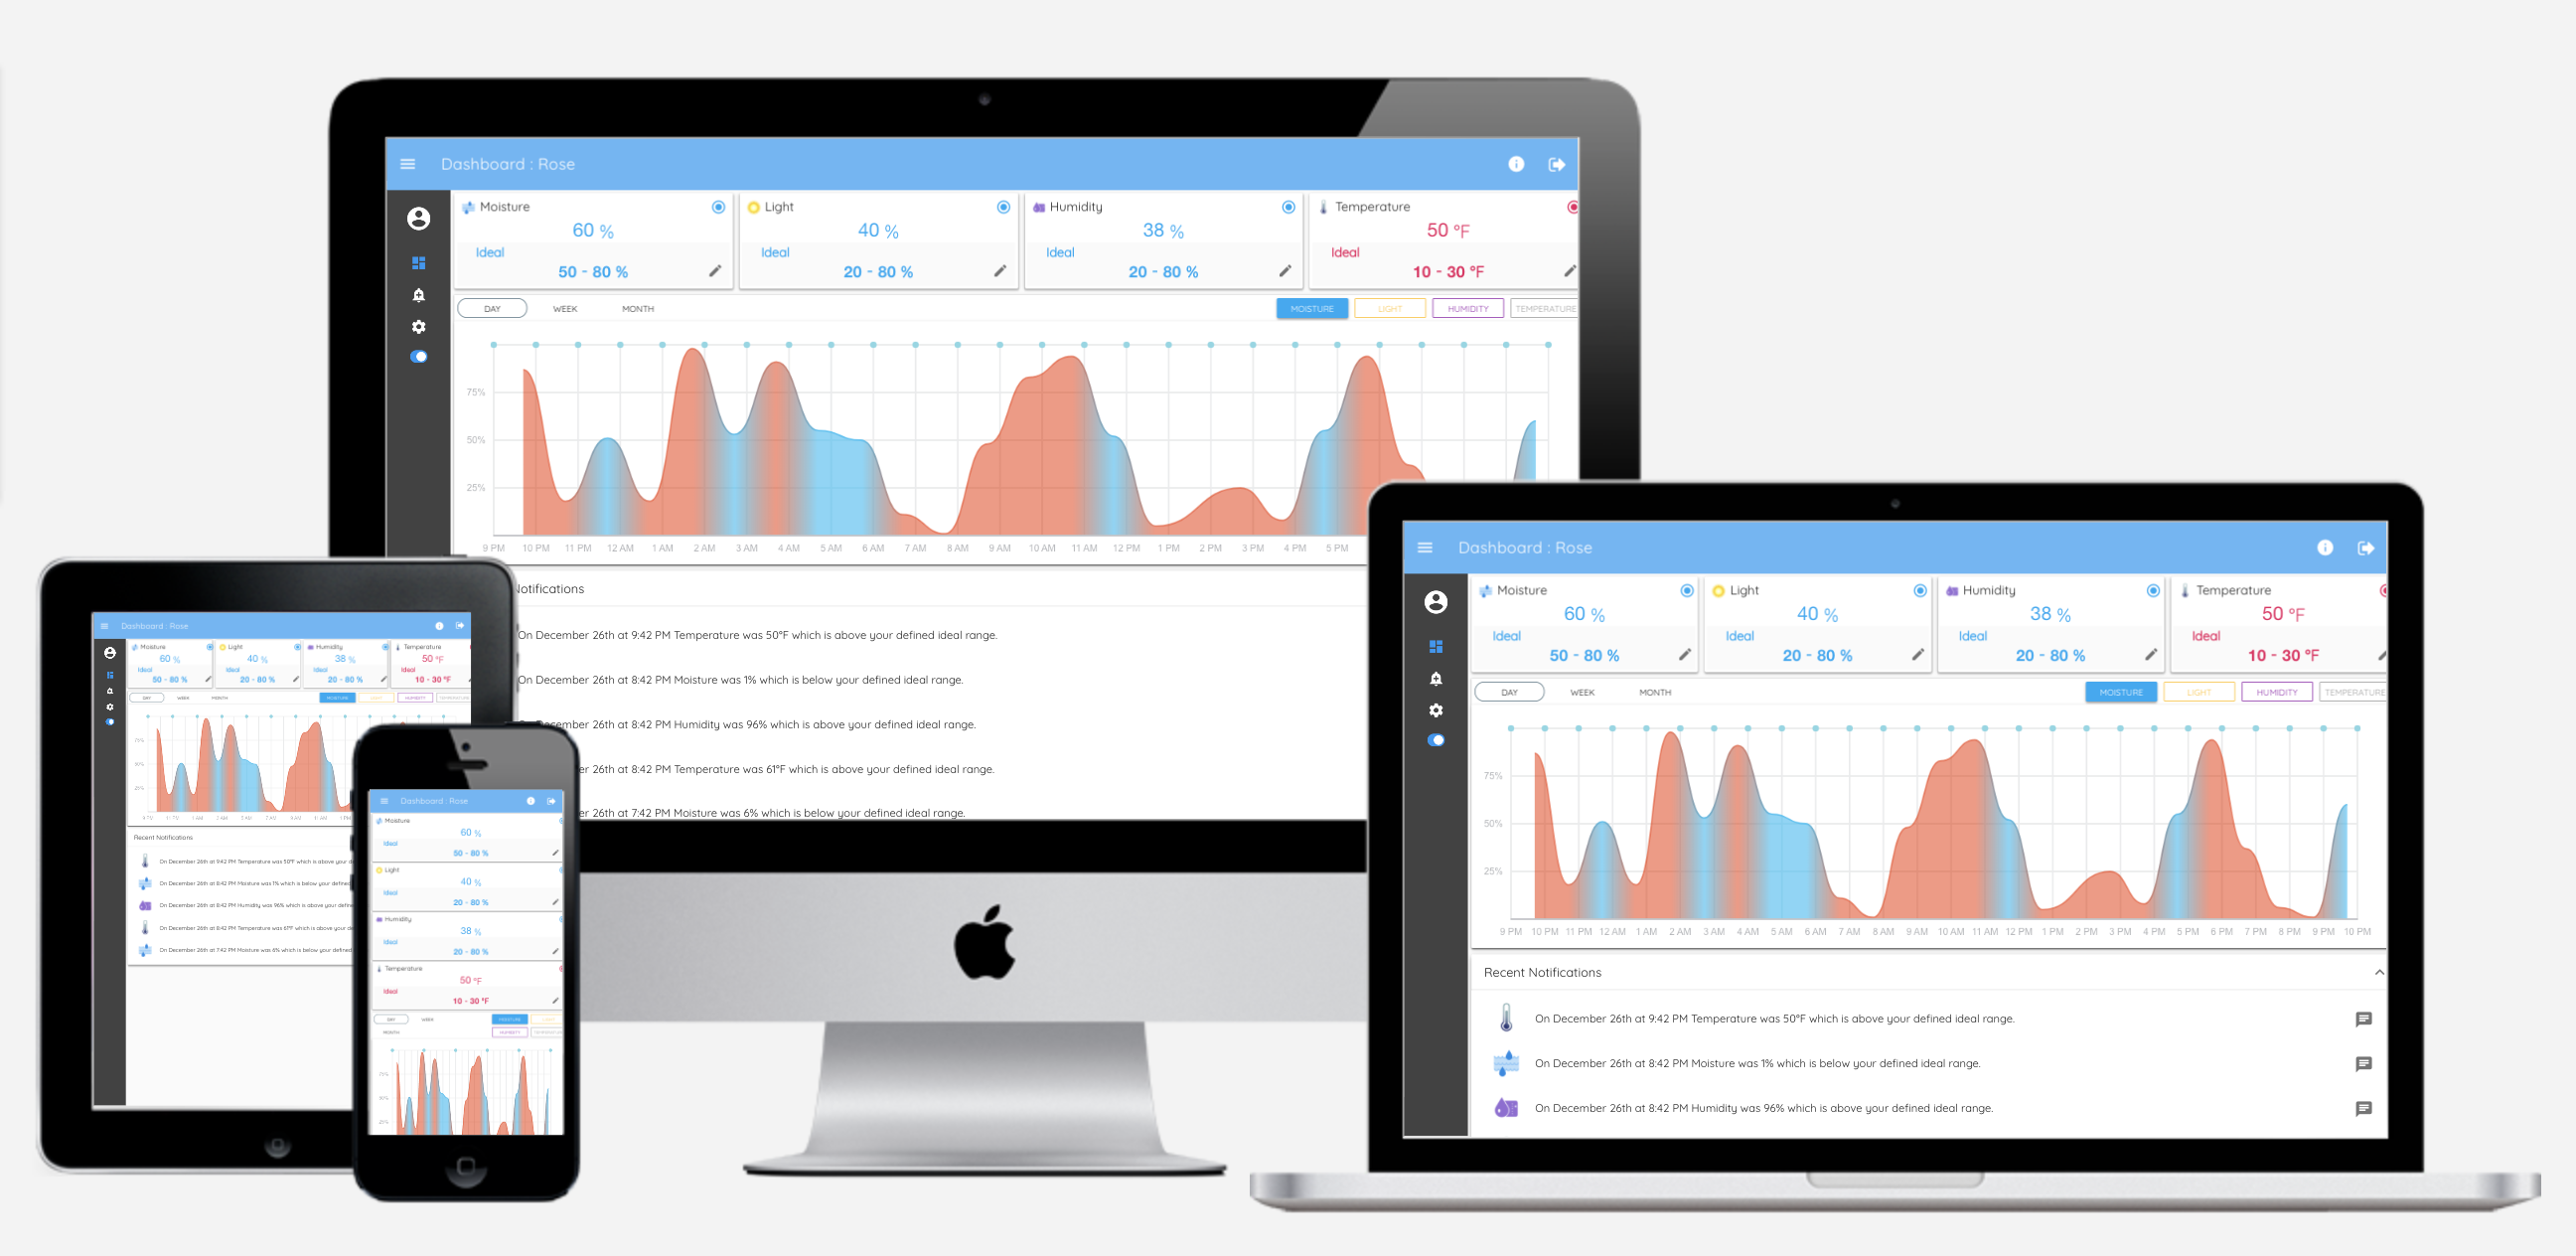 Dashboard : Rose
Moisture Light Humidity Temperature
60 % 40 % 38 % 50 °F
Ideal Ideal Ideal Ideal
50 - 80 % 20 - 80 % 20 - 80 % 10 - 30 °F
DAY WEEK MONTH MOISTURE LIGHT HUMIDITY TEMPERATURE
75%
50%
25%
9 PM 10 PM 11 PM 12 AM 1 AM 2 AM 3 AM 4 AM 5 AM 6 AM 7 AM 8 AM 9 AM 10 AM 11 AM 12 PM 1 PM 2 PM 3 PM 4 PM 5 PM
otifications
On December 26th at 9:42 PM Temperature was 50°F which is above your defined ideal range.
On December 26th at 8:42 PM Moisture was 1% which is below your defined ideal range.
December 26th at 8:42 PM Humidity was 96% which is above your defined ideal range.
er 26th at 8:42 PM Temperature was 61°F which is above your defined ideal range.
er 26th at 7:42 PM Moisture was 6% which is below your defined ideal range.
Dashboard : Rose
Moisture Light Humidity Temperature
60 % 40 % 38 % 50 °F
Ideal Ideal Ideal Ideal
50 - 80 % 20 - 80 % 20 - 80 % 10 - 30 °F
DAY WEEK MONTH MOISTURE LIGHT HUMIDITY TEMPERATURE
75%
50%
25%
9 PM 10 PM 11 PM 12 AM 1 AM 2 AM 3 AM 4 AM 5 AM 6 AM 7 AM 8 AM 9 AM 10 AM 11 AM 12 PM 1 PM 2 PM 3 PM 4 PM 5 PM 6 PM 7 PM 8 PM 9 PM 10 PM
Recent Notifications
On December 26th at 9:42 PM Temperature was 50°F which is above your defined ideal range.
On December 26th at 8:42 PM Moisture was 1% which is below your defined ideal range.
On December 26th at 8:42 PM Humidity was 96% which is above your defined ideal range.
Dashboard : Rose
Moisture Light Humidity Temperature
60 % 40 % 38 % 50 °F
Ideal Ideal Ideal Ideal
50 - 80 % 20 - 80 % 20 - 80 % 10 - 30 °F
DAY WEEK MONTH MOISTURE LIGHT HUMIDITY TEMPERATURE
75%
50%
25%
Recent Notifications
On December 26th at 9:42 PM Temperature was 50°F which is above your
On December 26th at 8:42 PM Moisture was 1% which is below your define
On December 26th at 8:42 PM Humidity was 96% which is above your defin
On December 26th at 8:42 PM Temperature was 61°F which is above your
On December 26th at 7:42 PM Moisture was 6% which is below your defined
Dashboard : Rose
Moisture
60 %
Ideal
50 - 80 %
Light
40 %
Ideal
20 - 80 %
Humidity
38 %
Ideal
20 - 80 %
Temperature
50 °F
Ideal
10 - 30 °F
DAY WEEK MOISTURE LIGHT
MONTH HUMIDITY TEMPERATURE
75%
50%
25%